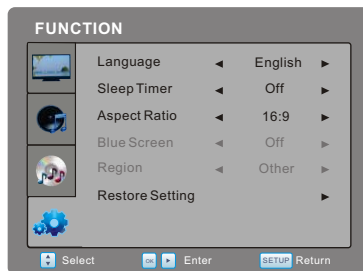 FUNCTION
Language English
Sleep Timer Off
Aspect Ratio 16:9
Blue Screen Off
Region Other
Restore Setting
Select OK Enter SETUP Return